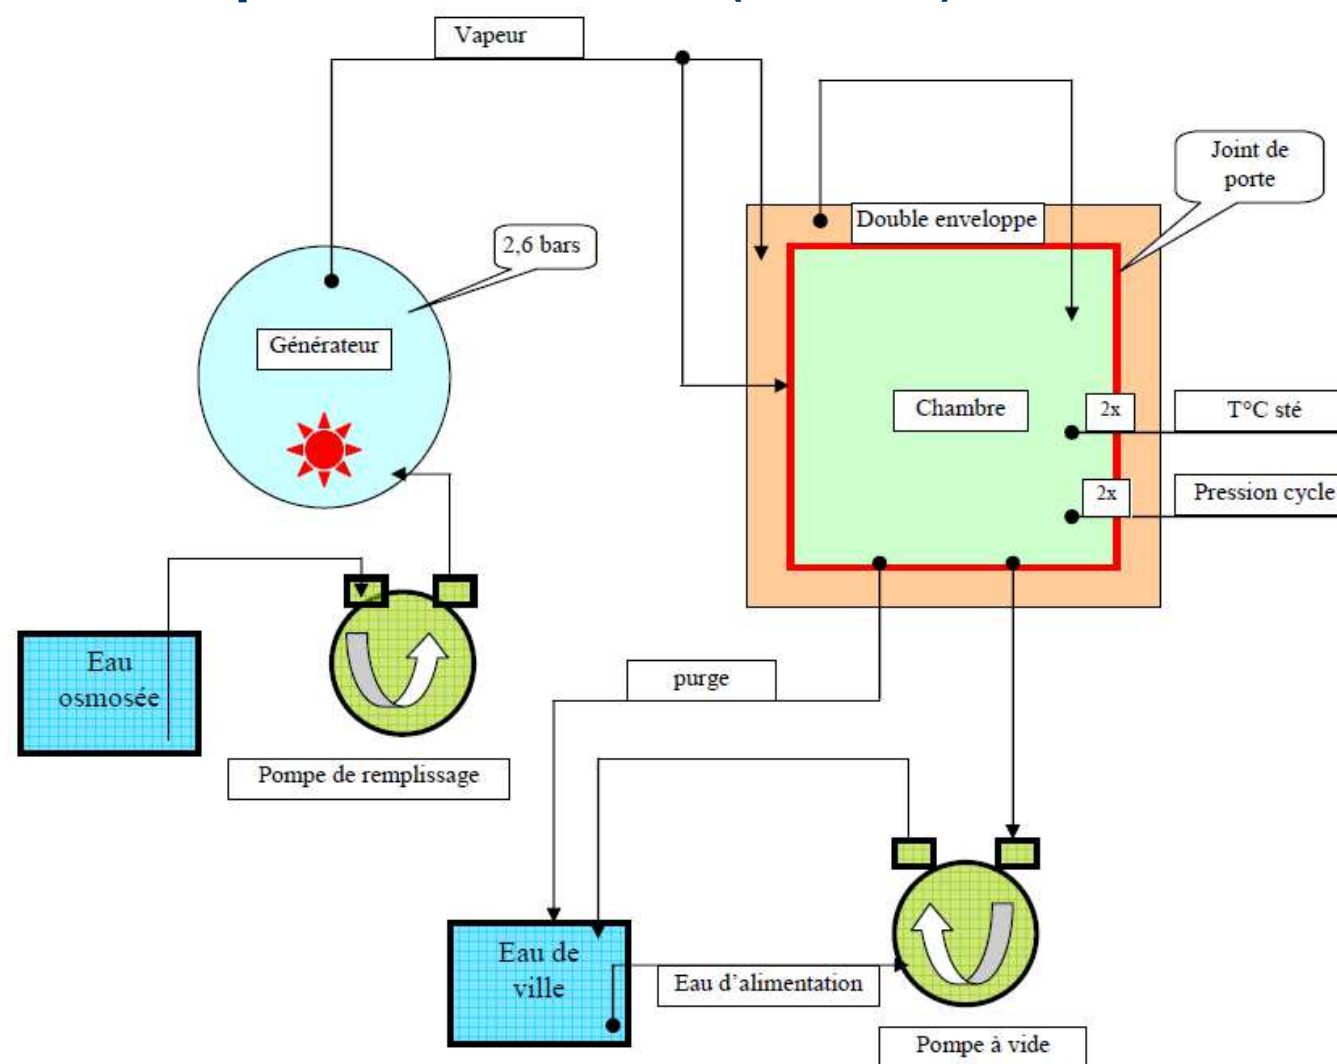 Vapeur
Joint de
porte
Double enveloppe
2,6 bars
Générateur
Chambre
2x
T°C sté
2x
Pression cycle
Eau
osmosée
purge
Pompe de remplissage
Eau de
ville
Eau d’alimentation
Pompe à vide